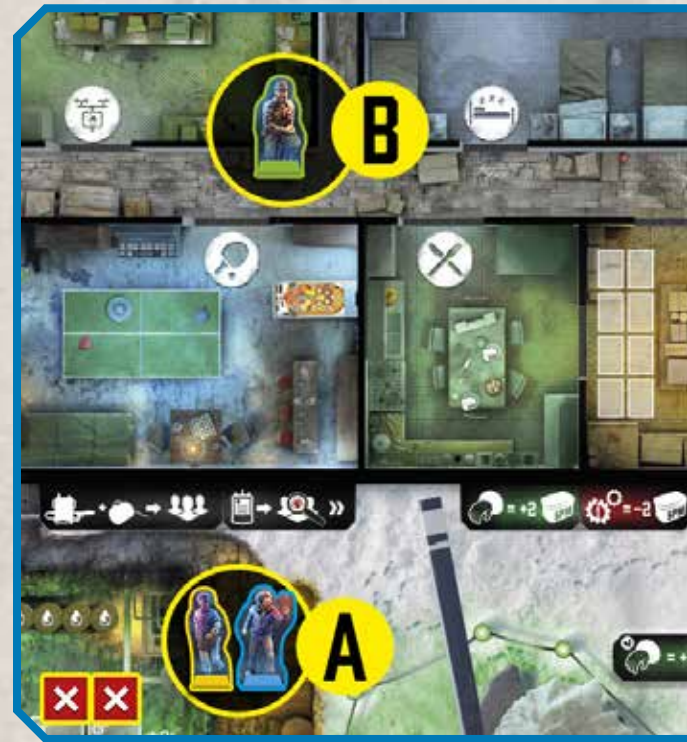 B
= +2
= -2
A
= +